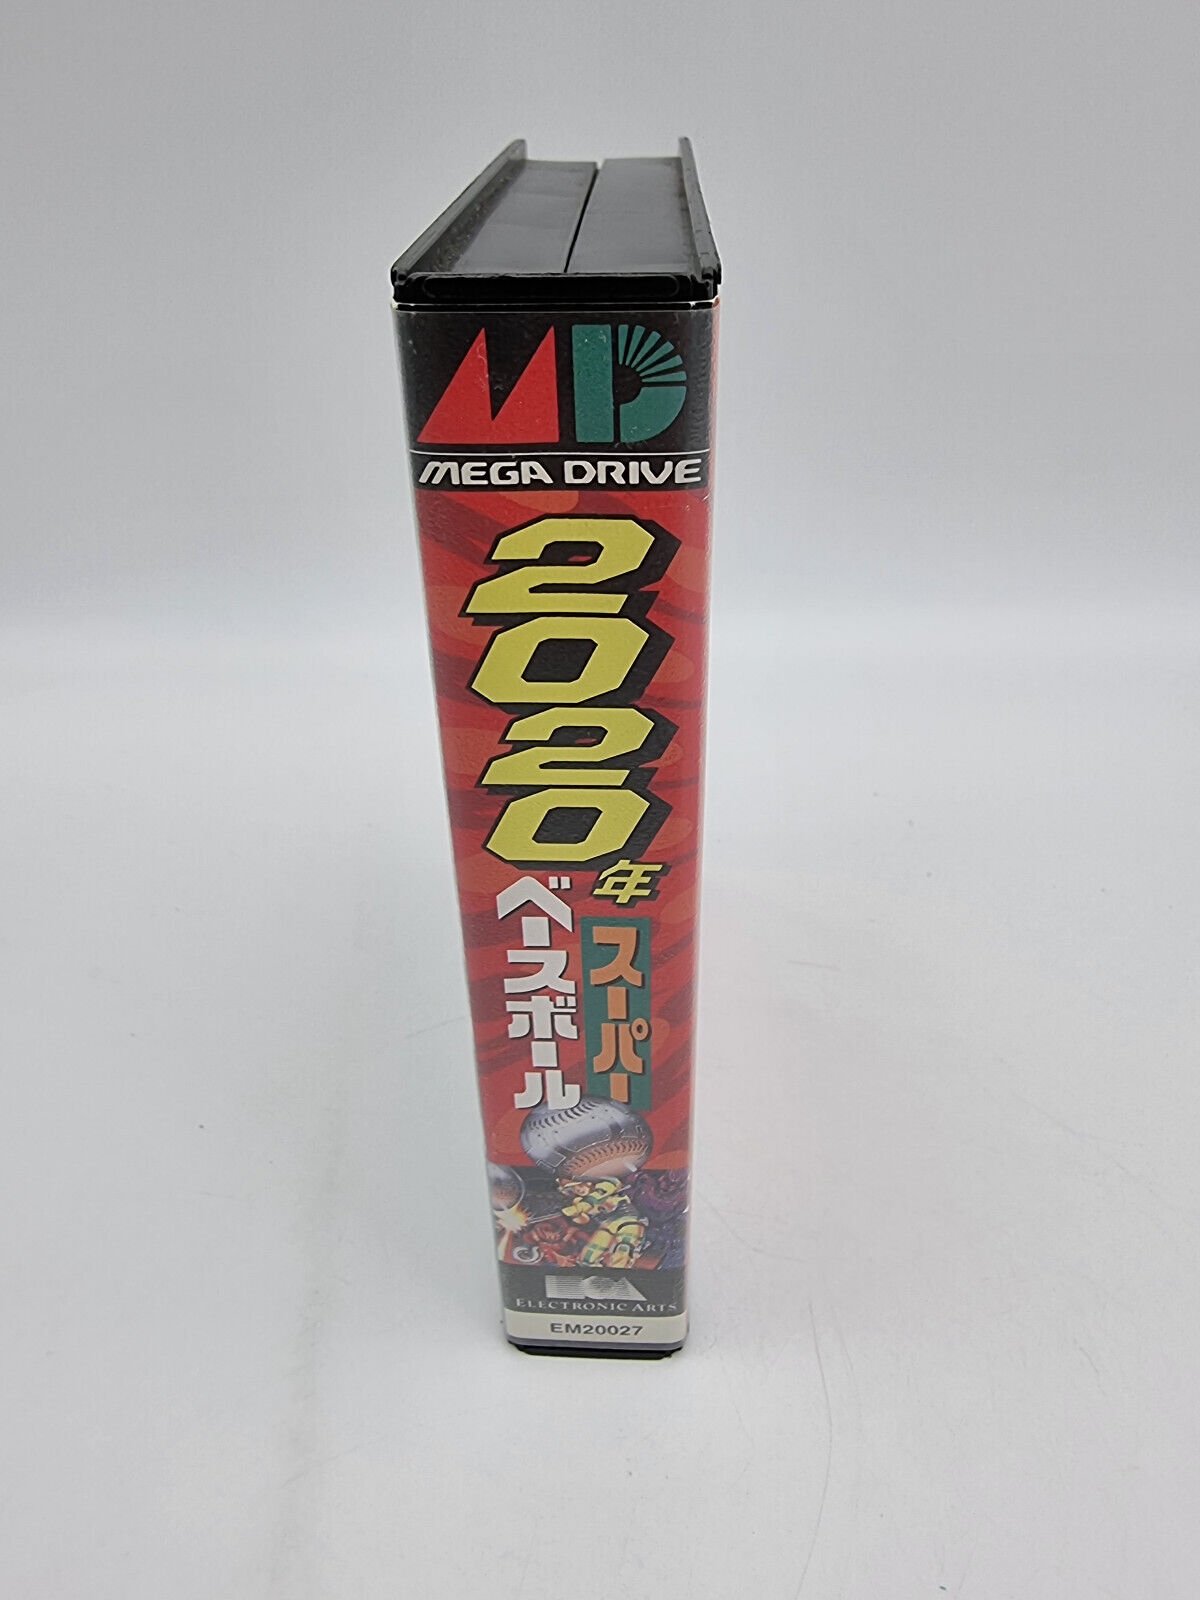 MD
MEGA DRIVE
2020年
スーパー
ベースボール
ELECTRONIC ARTS
EM20027